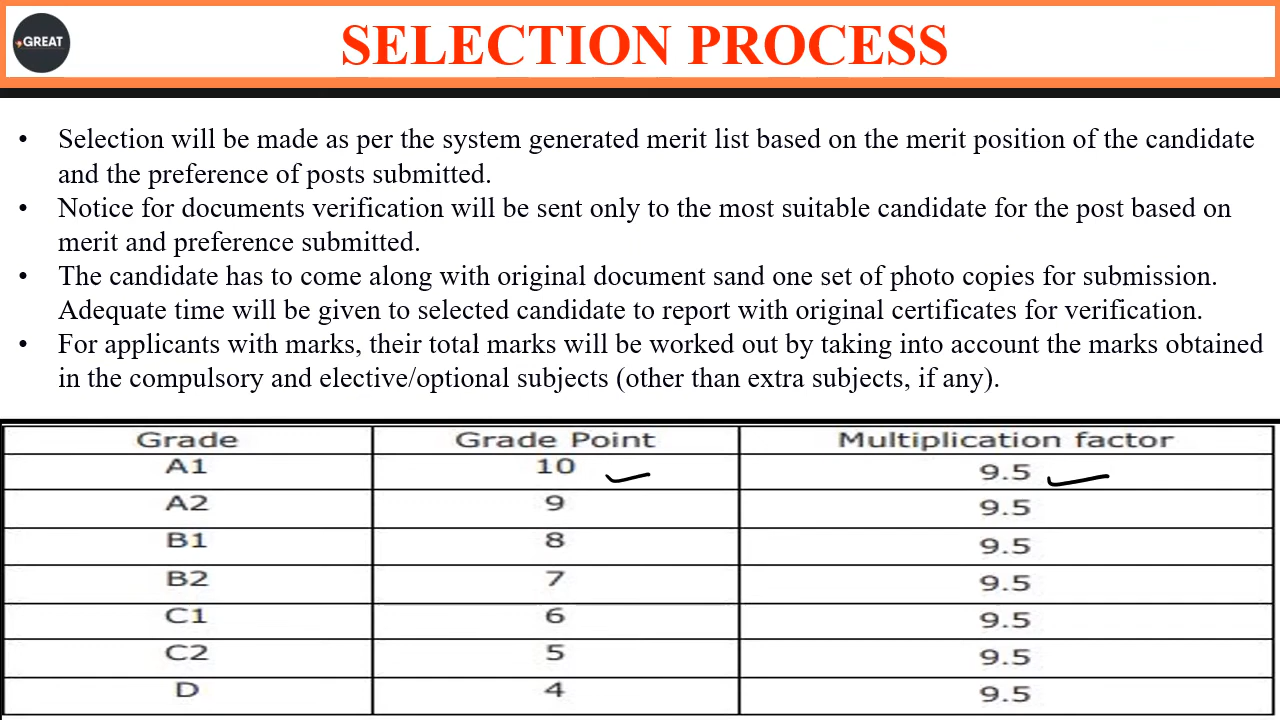 GREAT
SELECTION PROCESS
• Selection will be made as per the system generated merit list based on the merit position of the candidate
and the preference of posts submitted.
• Notice for documents verification will be sent only to the most suitable candidate for the post based on
merit and preference submitted.
• The candidate has to come along with original document sand one set of photo copies for submission.
Adequate time will be given to selected candidate to report with original certificates for verification.
• For applicants with marks, their total marks will be worked out by taking into account the marks obtained
in the compulsory and elective/optional subjects (other than extra subjects, if any).
Grade Grade Point Multiplication factor
A1 10 9.5
A2 9 9.5
B1 8 9.5
B2 7 9.5
C1 6 9.5
C2 5 9.5
D 4 9.5